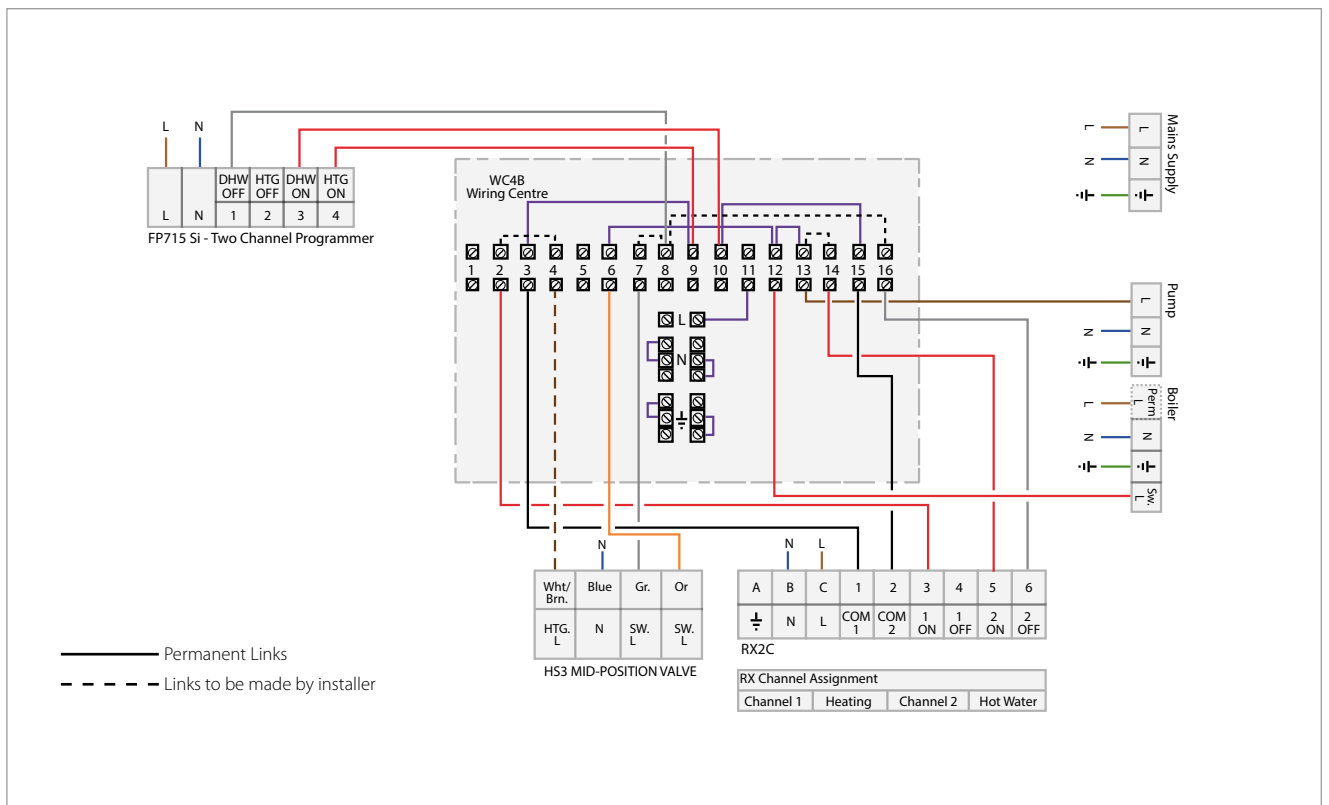 L N
DHW OFF HTG OFF DHW ON HTG ON
L N 1 2 3 4
FP715 Si - Two Channel Programmer
WC4B
Wiring Centre
1 2 3 4 5 6 7 8 9 10 11 12 13 14 15 16
L
N
Mains Supply
L L
N N
Pump
L
N N
Boiler
L Perm L
N N
Sw. L
N
Wht/ Brn. Blue Gr. Or
HTG. L N SW. L SW. L
HS3 MID-POSITION VALVE
N L
A B C 1 2 3 4 5 6
N L COM 1 COM 2 1 ON 1 OFF 2 ON 2 OFF
RX2C
RX Channel Assignment
Channel 1 Heating Channel 2 Hot Water
Permanent Links
Links to be made by installer